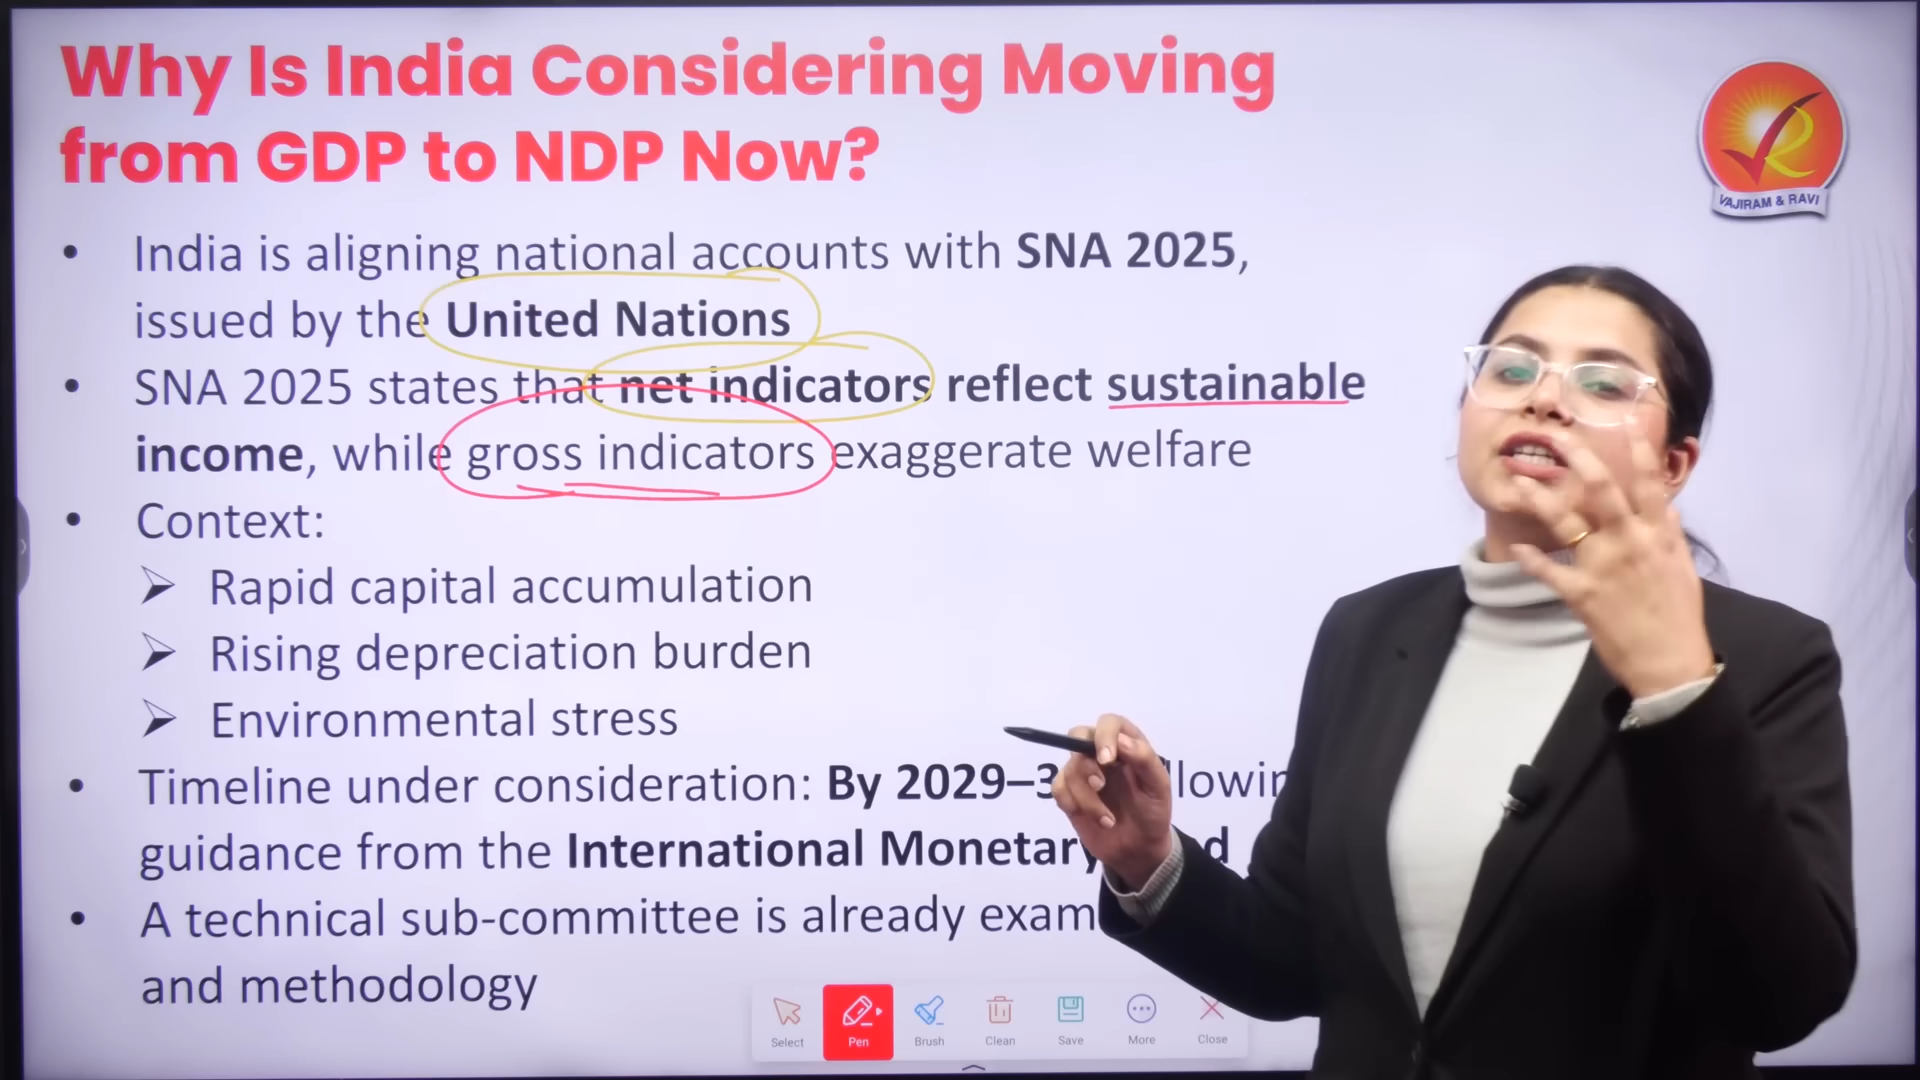 Why Is India Considering Moving
from GDP to NDP Now?
VAJIRAM & RAVI
• India is aligning national accounts with SNA 2025,
issued by the United Nations
• SNA 2025 states that net indicators reflect sustainable
income, while gross indicators exaggerate welfare
• Context:
➢ Rapid capital accumulation
➢ Rising depreciation burden
➢ Environmental stress
• Timeline under consideration: By 2029–3
guidance from the International Monetary
• A technical sub-committee is already exam
and methodology
Select Pen Brush Clean Save More Close